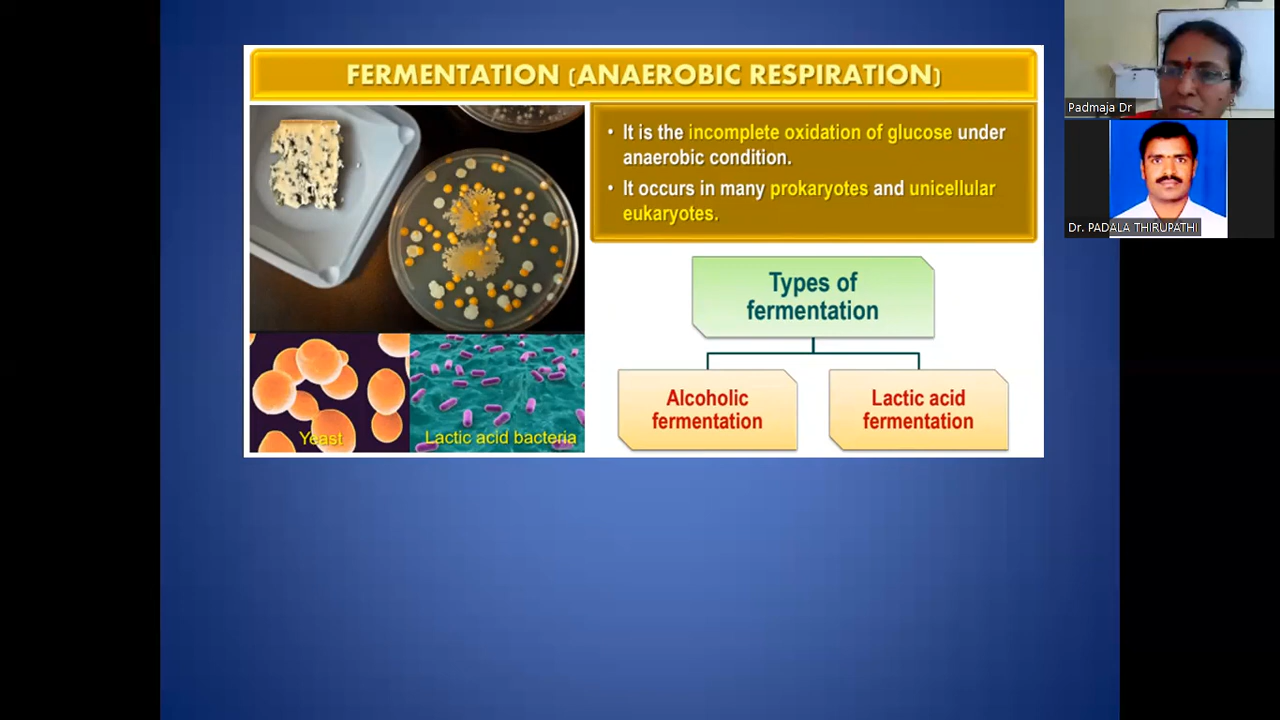 FERMENTATION (ANAEROBIC RESPIRATION)
• It is the incomplete oxidation of glucose under
anaerobic condition.
• It occurs in many prokaryotes and unicellular
eukaryotes.
Types of
fermentation
Alcoholic
fermentation
Lactic acid
fermentation
Yeast
Lactic acid bacteria
Padmaja Dr
Dr. PADALA THIRUPATHI